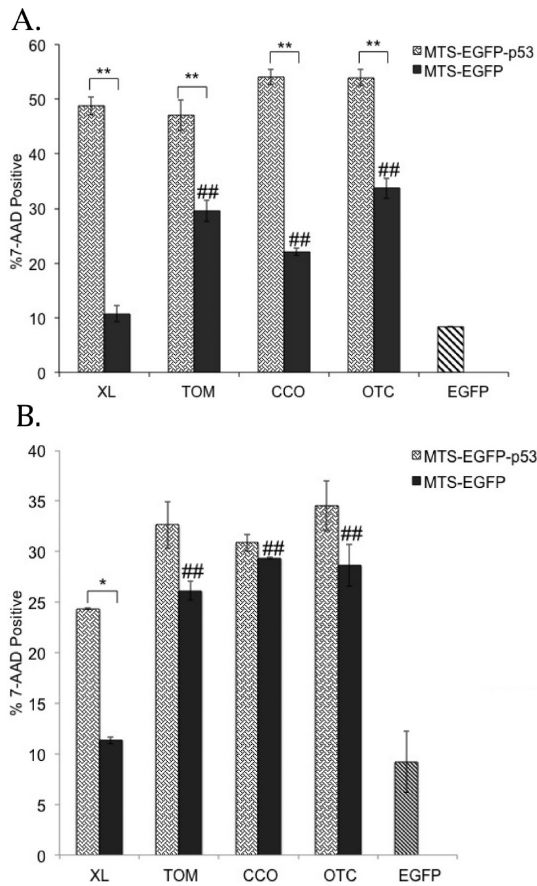 A.
60
50
40
30
20
10
0
%7-AAD Positive
** ** ** **
## ## ##
MTS-EGFP-p53
MTS-EGFP
XL TOM CCO OTC EGFP
B.
40
35
30
25
20
15
10
5
0
% 7-AAD Positive
*
## ## ##
MTS-EGFP-p53
MTS-EGFP
XL TOM CCO OTC EGFP